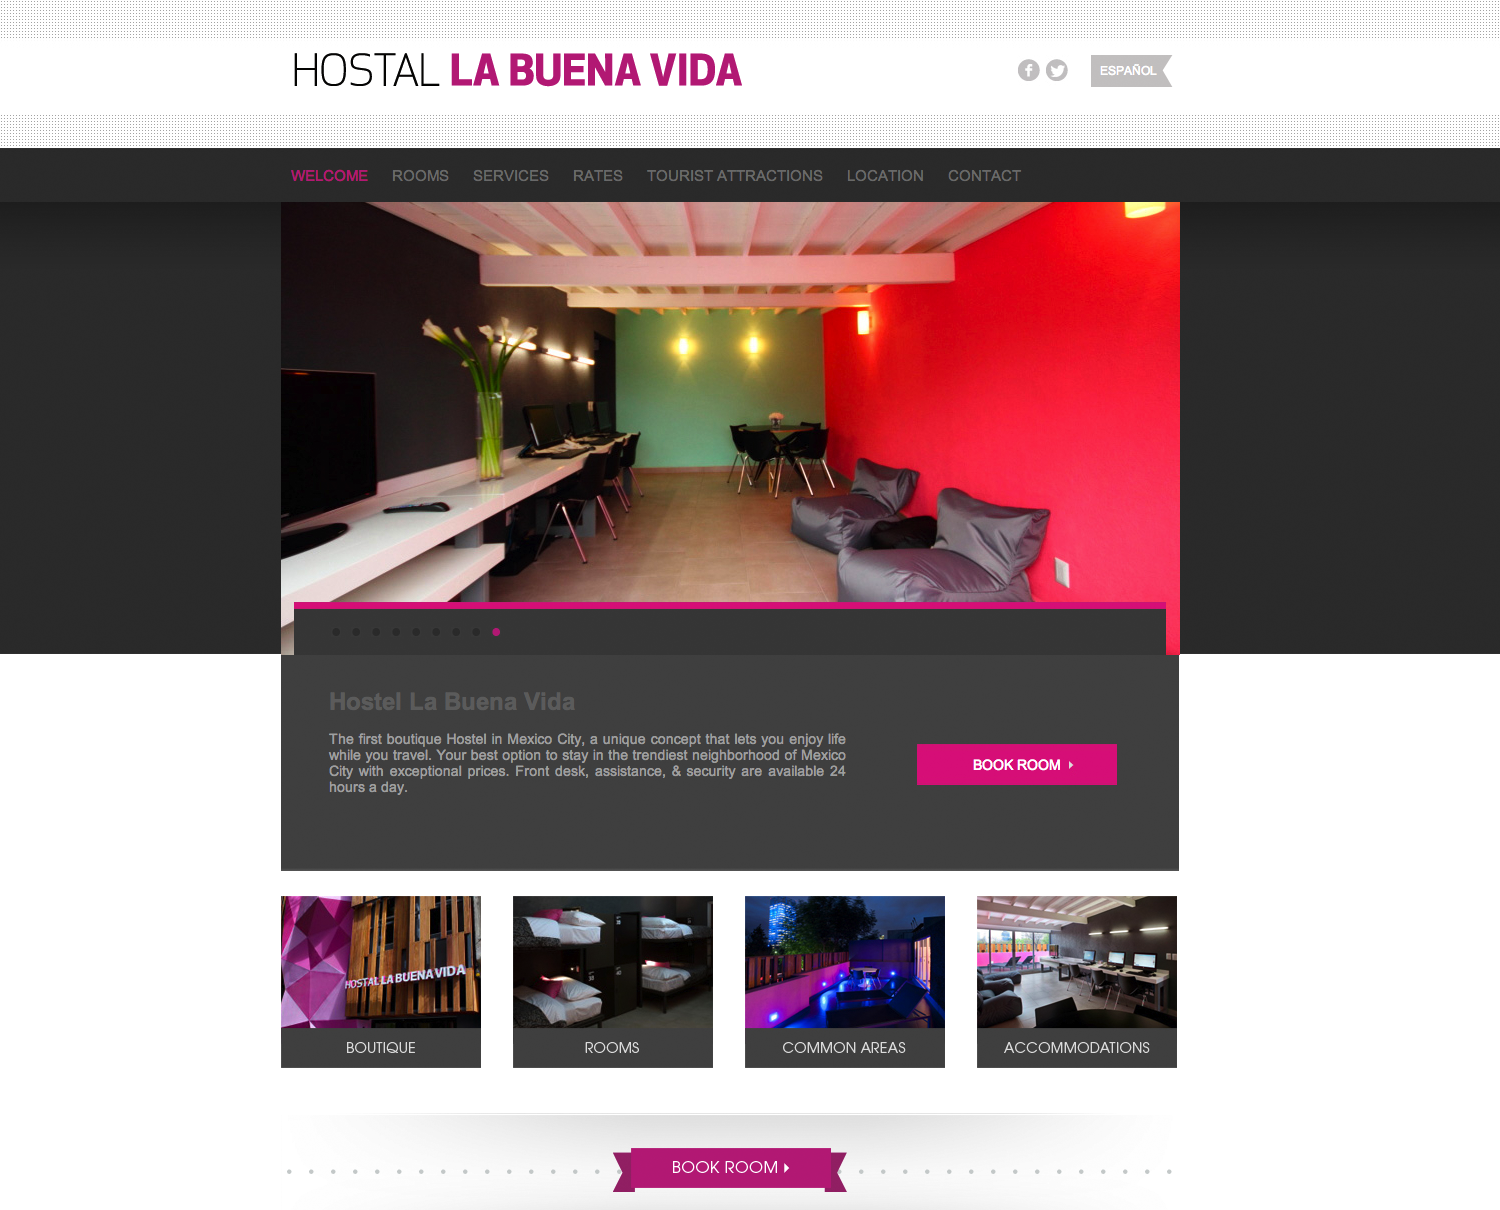 HOSTAL LA BUENA VIDA
ESPAÑOL
WELCOME ROOMS SERVICES RATES TOURIST ATTRACTIONS LOCATION CONTACT
Hostel La Buena Vida
The first boutique Hostel in Mexico City, a unique concept that lets you enjoy life
while you travel. Your best option to stay in the trendiest neighborhood of Mexico
City with exceptional prices. Front desk, assistance, & security are available 24
hours a day.
BOOK ROOM
HOSTAL LA BUENA VIDA
BOUTIQUE
ROOMS
COMMON AREAS
ACCOMMODATIONS
BOOK ROOM